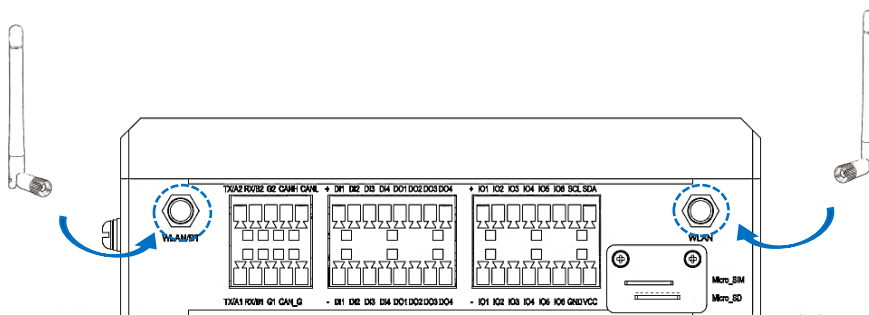 TX/A2 RX/B2 G2 CANH CANL + DI1 DI2 DI3 DI4 DO1 DO2 DO3 DO4 + IO1 IO2 IO3 IO4 IO5 IO6 SCL SDA
WLAN/BT
WLAN
Micro_SIM
Micro_SD
TX/A1 RX/B1 G1 CAN_G - DI1 DI2 DI3 DI4 DO1 DO2 DO3 DO4 - IO1 IO2 IO3 IO4 IO5 IO6 GND VCC